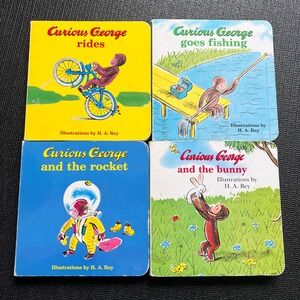 Curious George
rides
Illustrations by H. A. Rey
Curious George
goes fishing
Illustrations by
H. A. Rey
Curious George
and the rocket
Illustrations by H. A. Rey
Curious George
and the bunny
Illustrations by
H. A. Rey